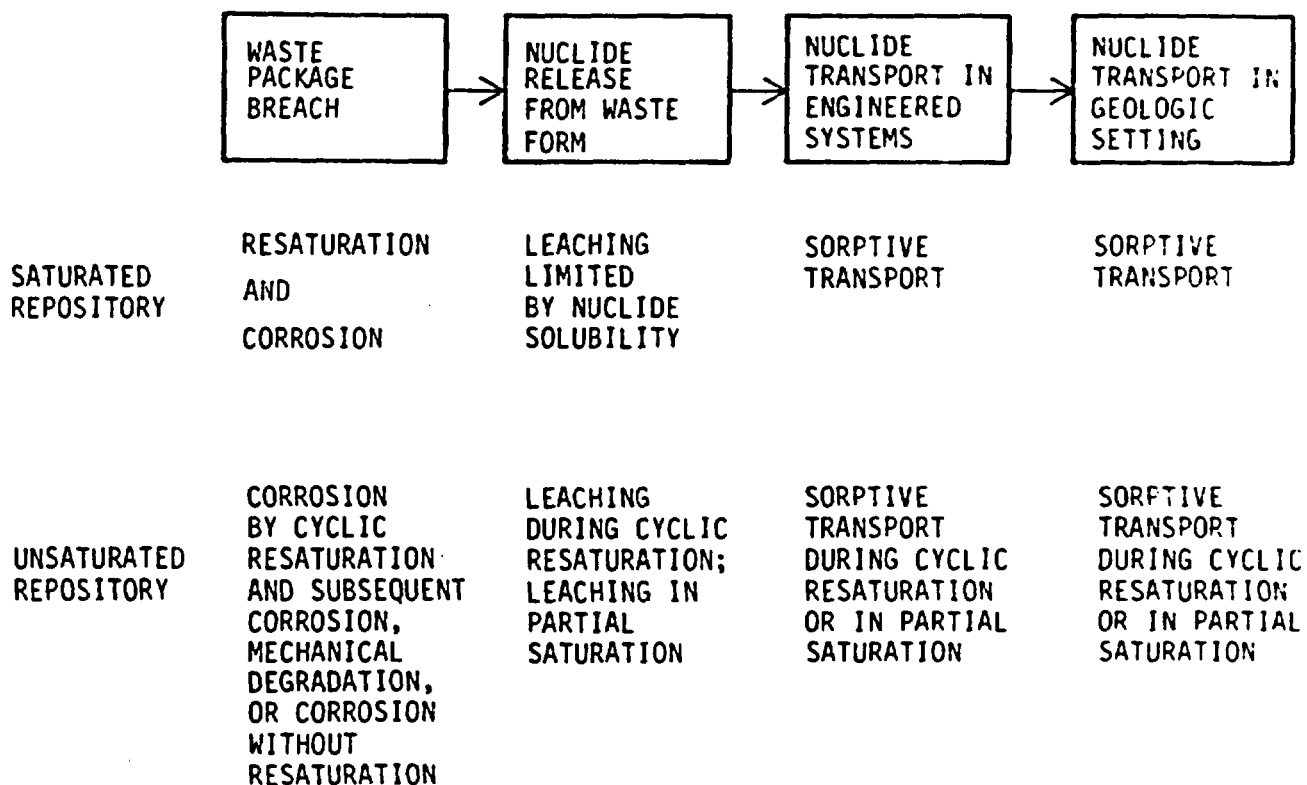 WASTE
PACKAGE
BREACH
NUCLIDE
RELEASE
FROM WASTE
FORM
NUCLIDE
TRANSPORT IN
ENGINEERED
SYSTEMS
NUCLIDE
TRANSPORT IN
GEOLOGIC
SETTING
SATURATED
REPOSITORY
RESATURATION
AND
CORROSION
LEACHING
LIMITED
BY NUCLIDE
SOLUBILITY
SORPTIVE
TRANSPORT
SORPTIVE
TRANSPORT
UNSATURATED
REPOSITORY
CORROSION
BY CYCLIC
RESATURATION
AND SUBSEQUENT
CORROSION,
MECHANICAL
DEGRADATION,
OR CORROSION
WITHOUT
RESATURATION
LEACHING
DURING CYCLIC
RESATURATION;
LEACHING IN
PARTIAL
SATURATION
SORPTIVE
TRANSPORT
DURING CYCLIC
RESATURATION
OR IN PARTIAL
SATURATION
SORPTIVE
TRANSPORT
DURING CYCLIC
RESATURATION
OR IN PARTIAL
SATURATION